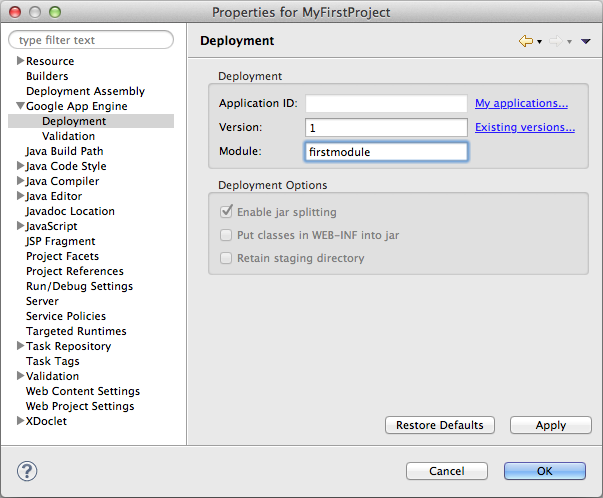 Properties for MyFirstProject
type filter text
Resource
Builders
Deployment Assembly
Google App Engine
Deployment
Validation
Java Build Path
Java Code Style
Java Compiler
Java Editor
Javadoc Location
JavaScript
JSP Fragment
Project Facets
Project References
Run/Debug Settings
Server
Service Policies
Targeted Runtimes
Task Repository
Task Tags
Validation
Web Content Settings
Web Project Settings
XDoclet
Deployment
Deployment
Application ID: My applications...
Version: 1 Existing versions...
Module: firstmodule
Deployment Options
Enable jar splitting
Put classes in WEB-INF into jar
Retain staging directory
Restore Defaults Apply
? Cancel OK